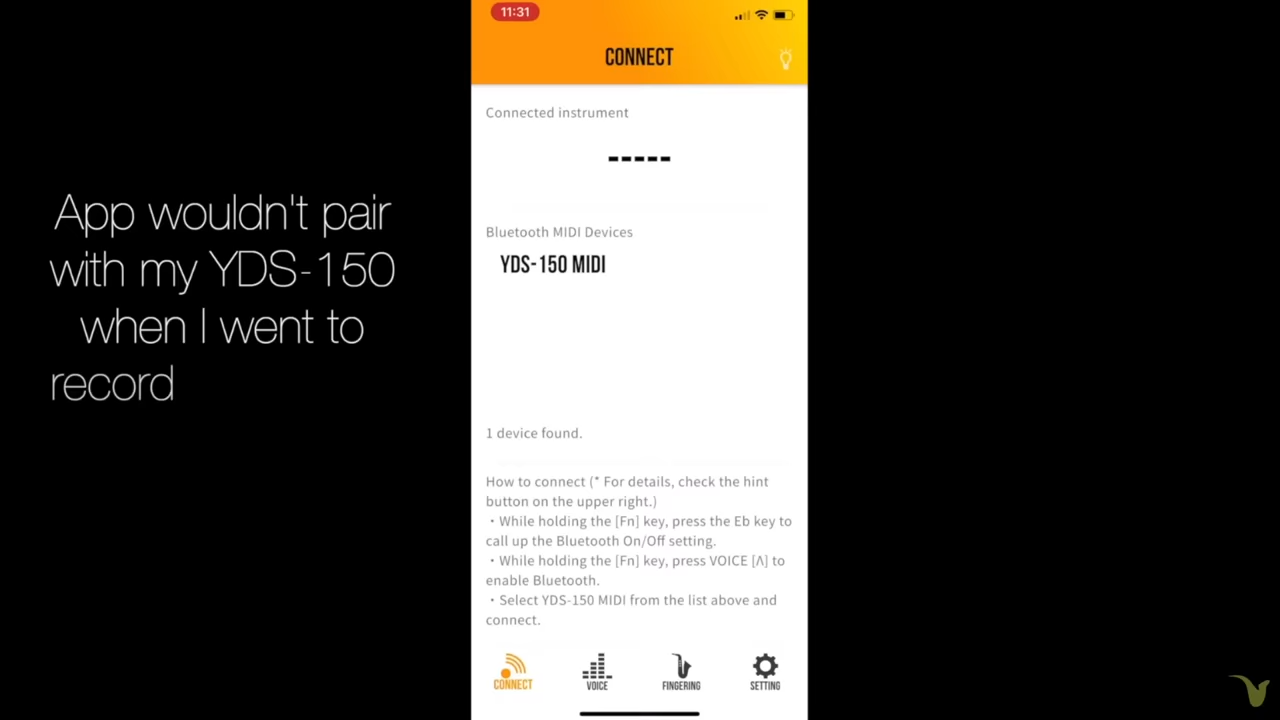 11:31
CONNECT
App wouldn't pair
with my YDS-150
when I went to
record
Connected instrument
-----
Bluetooth MIDI Devices
YDS-150 MIDI
1 device found.
How to connect (* For details, check the hint
button on the upper right.)
・While holding the [Fn] key, press the Eb key to
call up the Bluetooth On/Off setting.
・While holding the [Fn] key, press VOICE [Λ] to
enable Bluetooth.
・Select YDS-150 MIDI from the list above and
connect.
CONNECT
VOICE
FINGERING
SETTING